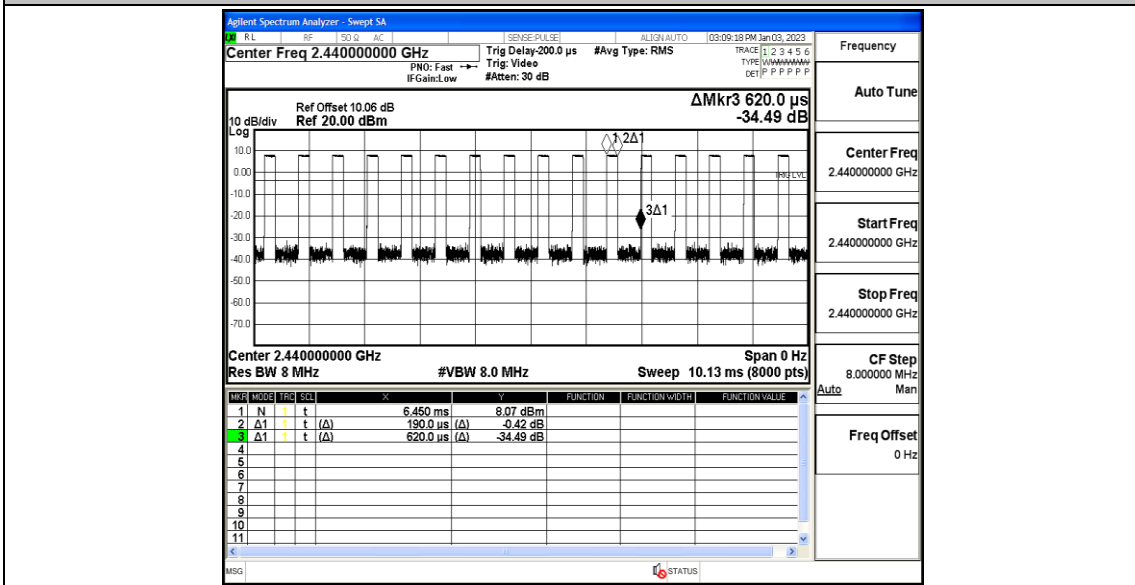 Agilent Spectrum Analyzer - Swept SA
LXI RL RF 50 Ω AC SENSE:PULSE ALIGNAUTO 03:09:18 PM Jan 03, 2023
Center Freq 2.440000000 GHz
PNO: Fast
IFGain:Low
Trig Delay-200.0 µs
Trig: Video
#Atten: 30 dB
#Avg Type: RMS
TRACE 1 2 3 4 5 6
TYPE
DET P P P P P P
ΔMkr3 620.0 µs
-34.49 dB
Ref Offset 10.06 dB
10 dB/div Ref 20.00 dBm
Log
10.0
0.00
-10.0
-20.0
-30.0
-40.0
-50.0
-60.0
-70.0
1 2Δ1
TRIG LVL
3Δ1
Center 2.440000000 GHz Span 0 Hz
Res BW 8 MHz #VBW 8.0 MHz Sweep 10.13 ms (8000 pts)
MKR MODE TRC SCL X Y FUNCTION FUNCTION WIDTH FUNCTION VALUE
1 N 1 t 6.450 ms 8.07 dBm
2 Δ1 1 t (Δ) 190.0 µs (Δ) -0.42 dB
3 Δ1 1 t (Δ) 620.0 µs (Δ) -34.49 dB
4
5
6
7
8
9
10
11
MSG STATUS
Frequency
Auto Tune
Center Freq
2.440000000 GHz
Start Freq
2.440000000 GHz
Stop Freq
2.440000000 GHz
CF Step
8.000000 MHz
Auto Man
Freq Offset
0 Hz